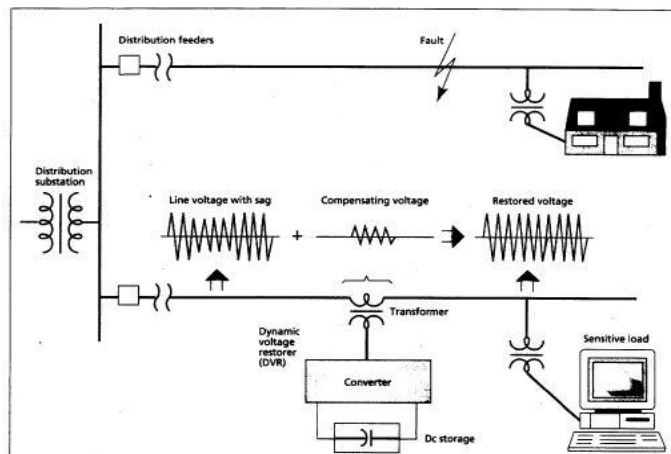 Distribution feeders
Fault
Distribution
substation
Line voltage with sag
+
Compensating voltage
Restored voltage
Transformer
Dynamic
voltage
restorer
(DVR)
Converter
Dc storage
Sensitive load